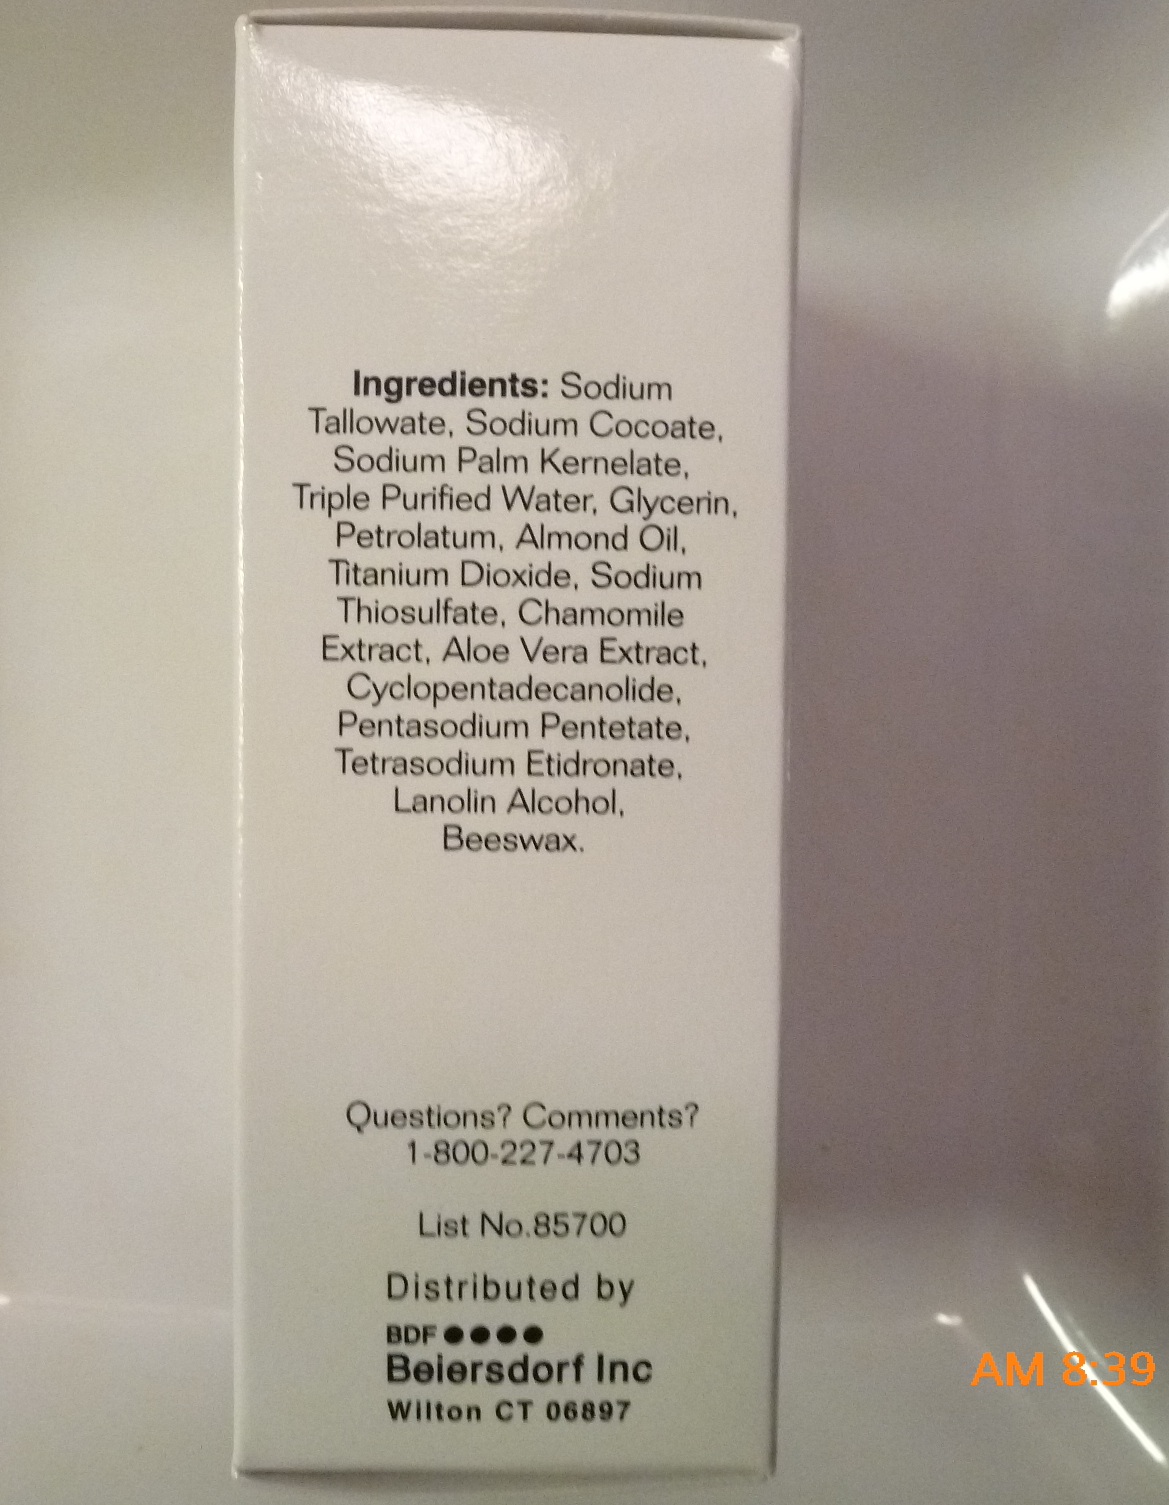 Ingredients: Sodium
Tallowate, Sodium Cocoate,
Sodium Palm Kernelate,
Triple Purified Water, Glycerin,
Petrolatum, Almond Oil,
Titanium Dioxide, Sodium
Thiosulfate, Chamomile
Extract, Aloe Vera Extract,
Cyclopentadecanolide,
Pentasodium Pentetate,
Tetrasodium Etidronate,
Lanolin Alcohol,
Beeswax.
Questions? Comments?
1-800-227-4703
List No.85700
Distributed by
BDF ●●●●
Beiersdorf Inc
Wilton CT 06897
AM 8:39